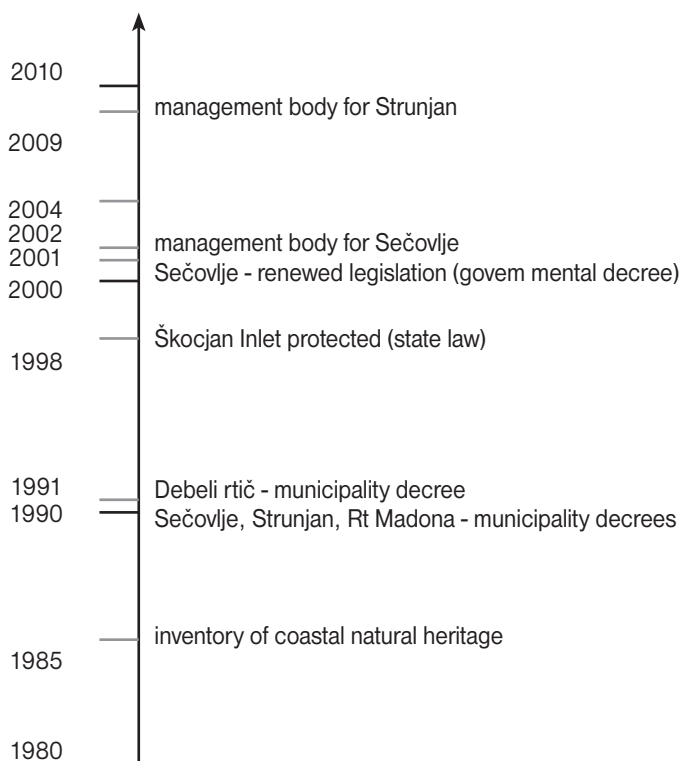 2010
management body for Strunjan
2009
2004
2002
management body for Sečovlje
2001
Sečovlje - renewed legislation (govem mental decree)
2000
Škocjan Inlet protected (state law)
1998
1991
Debeli rtič - municipality decree
1990
Sečovlje, Strunjan, Rt Madona - municipality decrees
inventory of coastal natural heritage
1985
1980